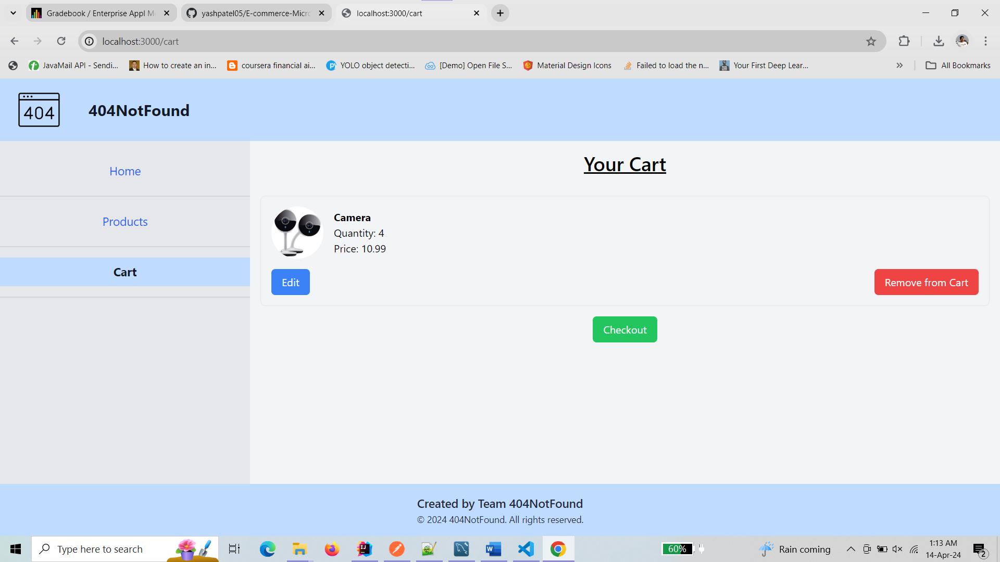 Gradebook / Enterprise Appl M
yashpatel05/E-commerce-Micro
localhost:3000/cart
localhost:3000/cart
JavaMail API - Sendi...
How to create an in...
coursera financial ai...
YOLO object detecti...
[Demo] Open File S...
Material Design Icons
Failed to load the n...
Your First Deep Lear...
All Bookmarks
404
404NotFound
Home
Products
Cart
Your Cart
Camera
Quantity: 4
Price: 10.99
Edit
Remove from Cart
Checkout
Created by Team 404NotFound
© 2024 404NotFound. All rights reserved.
Type here to search
60%
Rain coming
1:13 AM
14-Apr-24
2